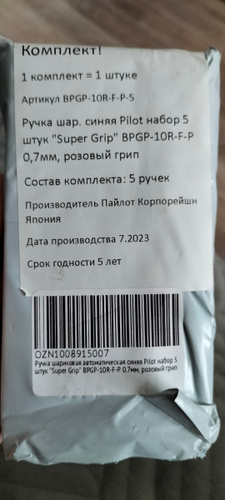 Комплект!
1 комплект = 1 штуке
Артикул BPGP-10R-F-P-5
Ручка шар. синяя Pilot набор 5
штук "Super Grip" BPGP-10R-F-P
0,7мм, розовый грип
Состав комплекта: 5 ручек
Производитель Пайлот Корпорейшн
Япония
Дата производства 7.2023
Срок годности 5 лет
OZN1008915007
Ручка шариковая автоматическая синяя Pilot набор 5
штук "Super Grip" BPGP-10R-F-P 0,7мм, розовый грип